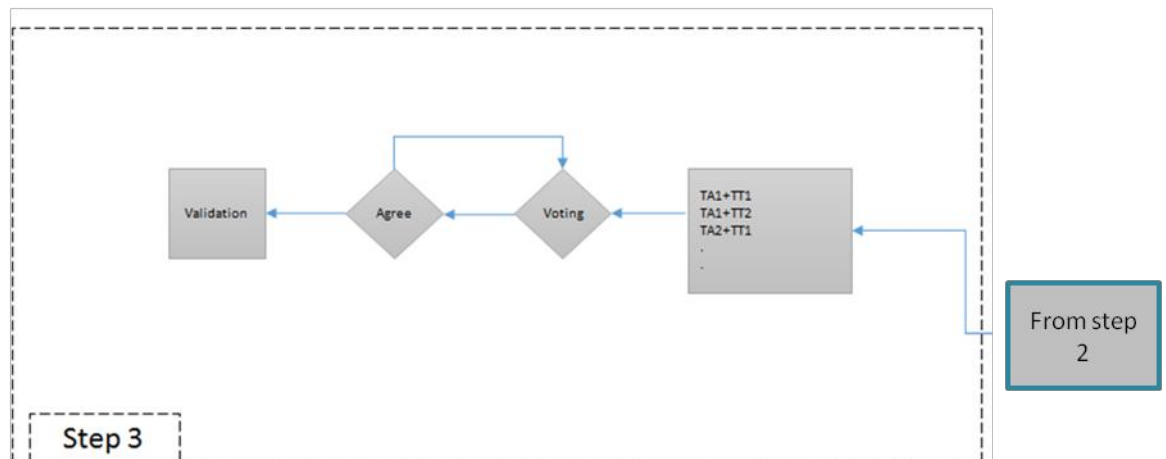 Validation
Agree
Voting
TA1+TT1
TA1+TT2
TA2+TT1
.
.
From step
2
Step 3